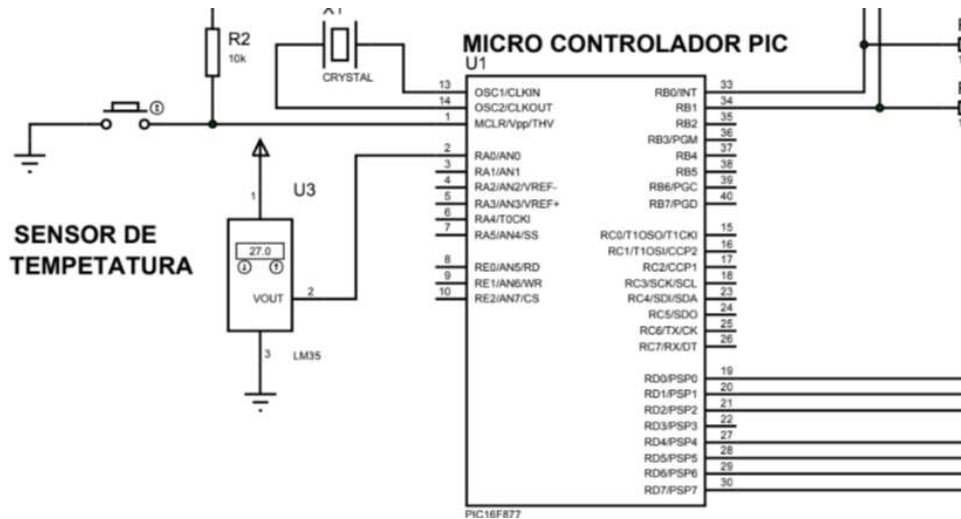 R2
10k
CRYSTAL
MICRO CONTROLADOR PIC
U1
13
OSC1/CLKIN
14
OSC2/CLKOUT
1
MCLR/Vpp/THV
2
RA0/AN0
3
RA1/AN1
4
RA2/AN2/VREF-
5
RA3/AN3/VREF+
6
RA4/T0CKI
7
RA5/AN4/SS
8
RE0/AN5/RD
9
RE1/AN6/WR
10
RE2/AN7/CS
RB0/INT
33
RB1
34
RB2
35
RB3/PGM
36
RB4
37
RB5
38
RB6/PGC
39
RB7/PGD
40
RC0/T1OSO/T1CKI
15
RC1/T1OSI/CCP2
16
RC2/CCP1
17
RC3/SCK/SCL
18
RC4/SDI/SDA
23
RC5/SDO
24
RC6/TX/CK
25
RC7/RX/DT
26
RD0/PSP0
19
RD1/PSP1
20
RD2/PSP2
21
RD3/PSP3
22
RD4/PSP4
27
RD5/PSP5
28
RD6/PSP6
29
RD7/PSP7
30
PIC16F877
SENSOR DE
TEMPETATURA
U3
1
27.0
VOUT
2
3
LM35